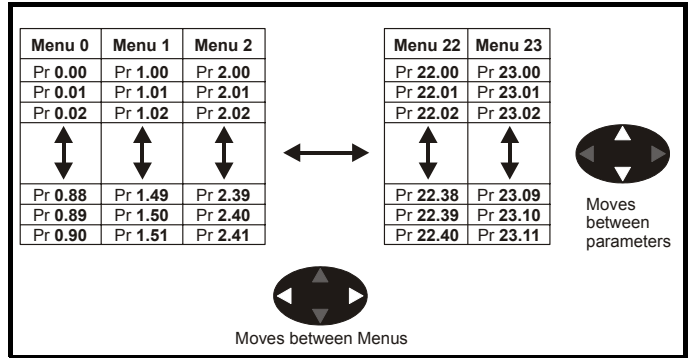 Menu 0 Menu 1 Menu 2 Menu 22 Menu 23
Pr 0.00 Pr 1.00 Pr 2.00 Pr 22.00 Pr 23.00
Pr 0.01 Pr 1.01 Pr 2.01 Pr 22.01 Pr 23.01
Pr 0.02 Pr 1.02 Pr 2.02 Pr 22.02 Pr 23.02
Pr 0.88 Pr 1.49 Pr 2.39 Pr 22.38 Pr 23.09
Pr 0.89 Pr 1.50 Pr 2.40 Pr 22.39 Pr 23.10
Pr 0.90 Pr 1.51 Pr 2.41 Pr 22.40 Pr 23.11
Moves
between
parameters
Moves between Menus